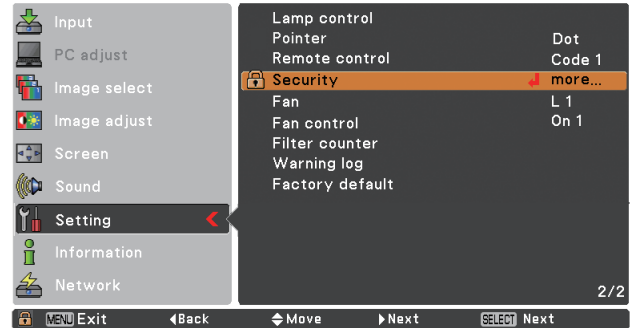 Input
PC adjust
Image select
Image adjust
Screen
Sound
Setting
Information
Network
Lamp control
Pointer Dot
Remote control Code 1
Security more...
Fan L 1
Fan control On 1
Filter counter
Warning log
Factory default
2/2
MENU Exit Back Move Next SELECT Next